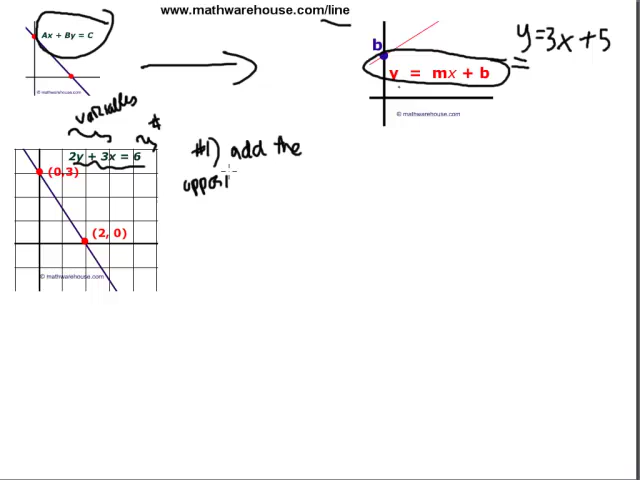 www.mathwarehouse.com/line
Ax + By = C
© mathwarehouse.com
b
y = mx + b
© mathwarehouse.com
y=3x+5
variables
#
2y + 3x = 6
(0,3)
(2, 0)
© mathwarehouse.com
#1) add the
opposi